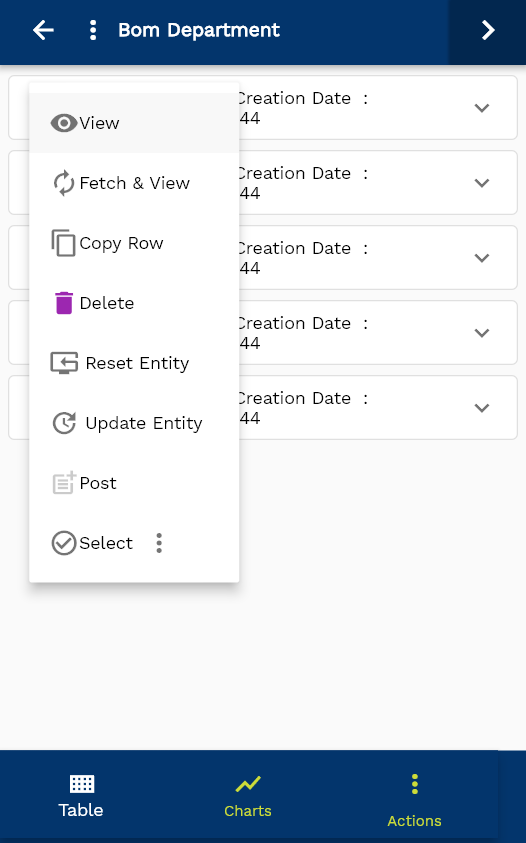 Bom Department
Creation Date :
44
View
Creation Date :
44
Fetch & View
Creation Date :
44
Copy Row
Creation Date :
44
Delete
Creation Date :
44
Reset Entity
Update Entity
Post
Select
Table
Charts
Actions